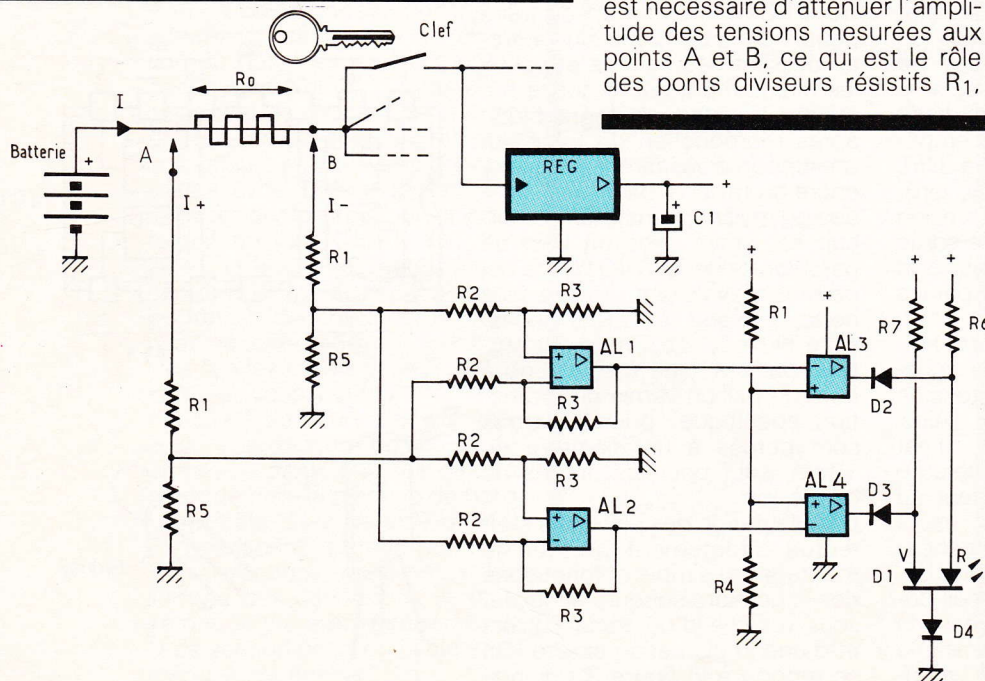 est nécessaire d'atténuer l'ampli-
tude des tensions mesurées aux
points A et B, ce qui est le rôle
des ponts diviseurs résistifs R1,
Clef
R0
I
Batterie
+
A
B
REG
+
+
C1
I+
I-
R1
R2
R3
+
+
+
R1
R7
R6
R5
+
-
AL1
+
AL3
-
+
R2
D2
R1
R3
R2
R3
AL4
D3
R5
+
-
AL2
+
-
R2
V
R
D1
R4
R3
D4